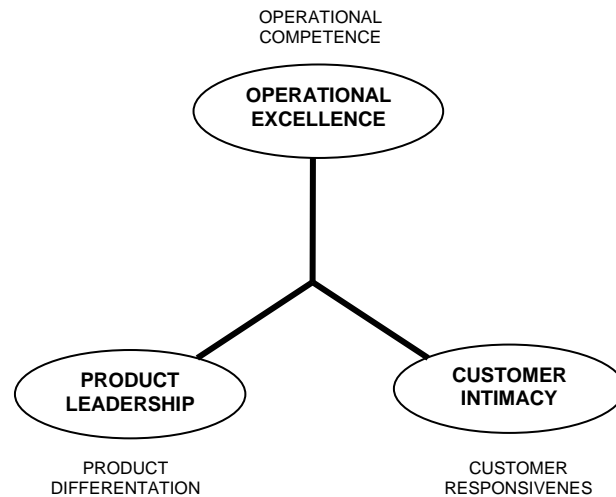 OPERATIONAL
COMPETENCE
OPERATIONAL
EXCELLENCE
PRODUCT
LEADERSHIP
CUSTOMER
INTIMACY
PRODUCT
DIFFERENTATION
CUSTOMER
RESPONSIVENES